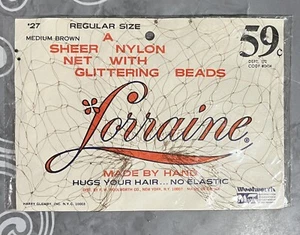 '27 REGULAR SIZE
MEDIUM BROWN
59¢
A
SHEER NYLON
NET WITH
GLITTERING BEADS
Lorraine ®
MADE BY HAND
HUGS YOUR HAIR... NO ELASTIC
Woolworth